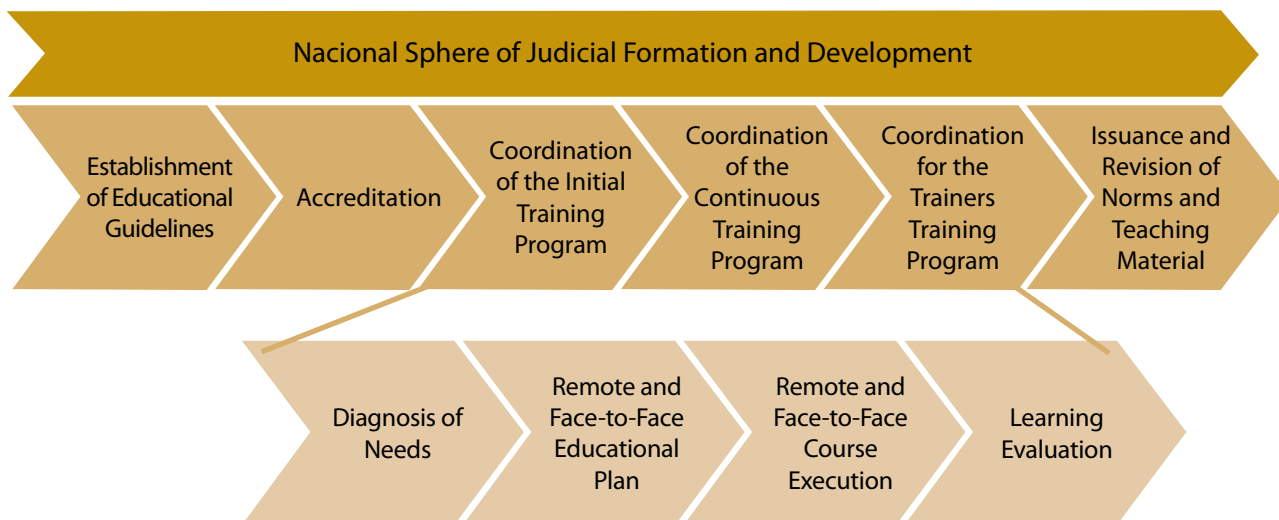 Nacional Sphere of Judicial Formation and Development
Establishment
of Educational
Guidelines
Accreditation
Coordination
of the Initial
Training
Program
Coordination
of the
Continuous
Training
Program
Coordination
for the
Trainers
Training
Program
Issuance and
Revision of
Norms and
Teaching
Material
Diagnosis of
Needs
Remote and
Face-to-Face
Educational
Plan
Remote and
Face-to-Face
Course
Execution
Learning
Evaluation